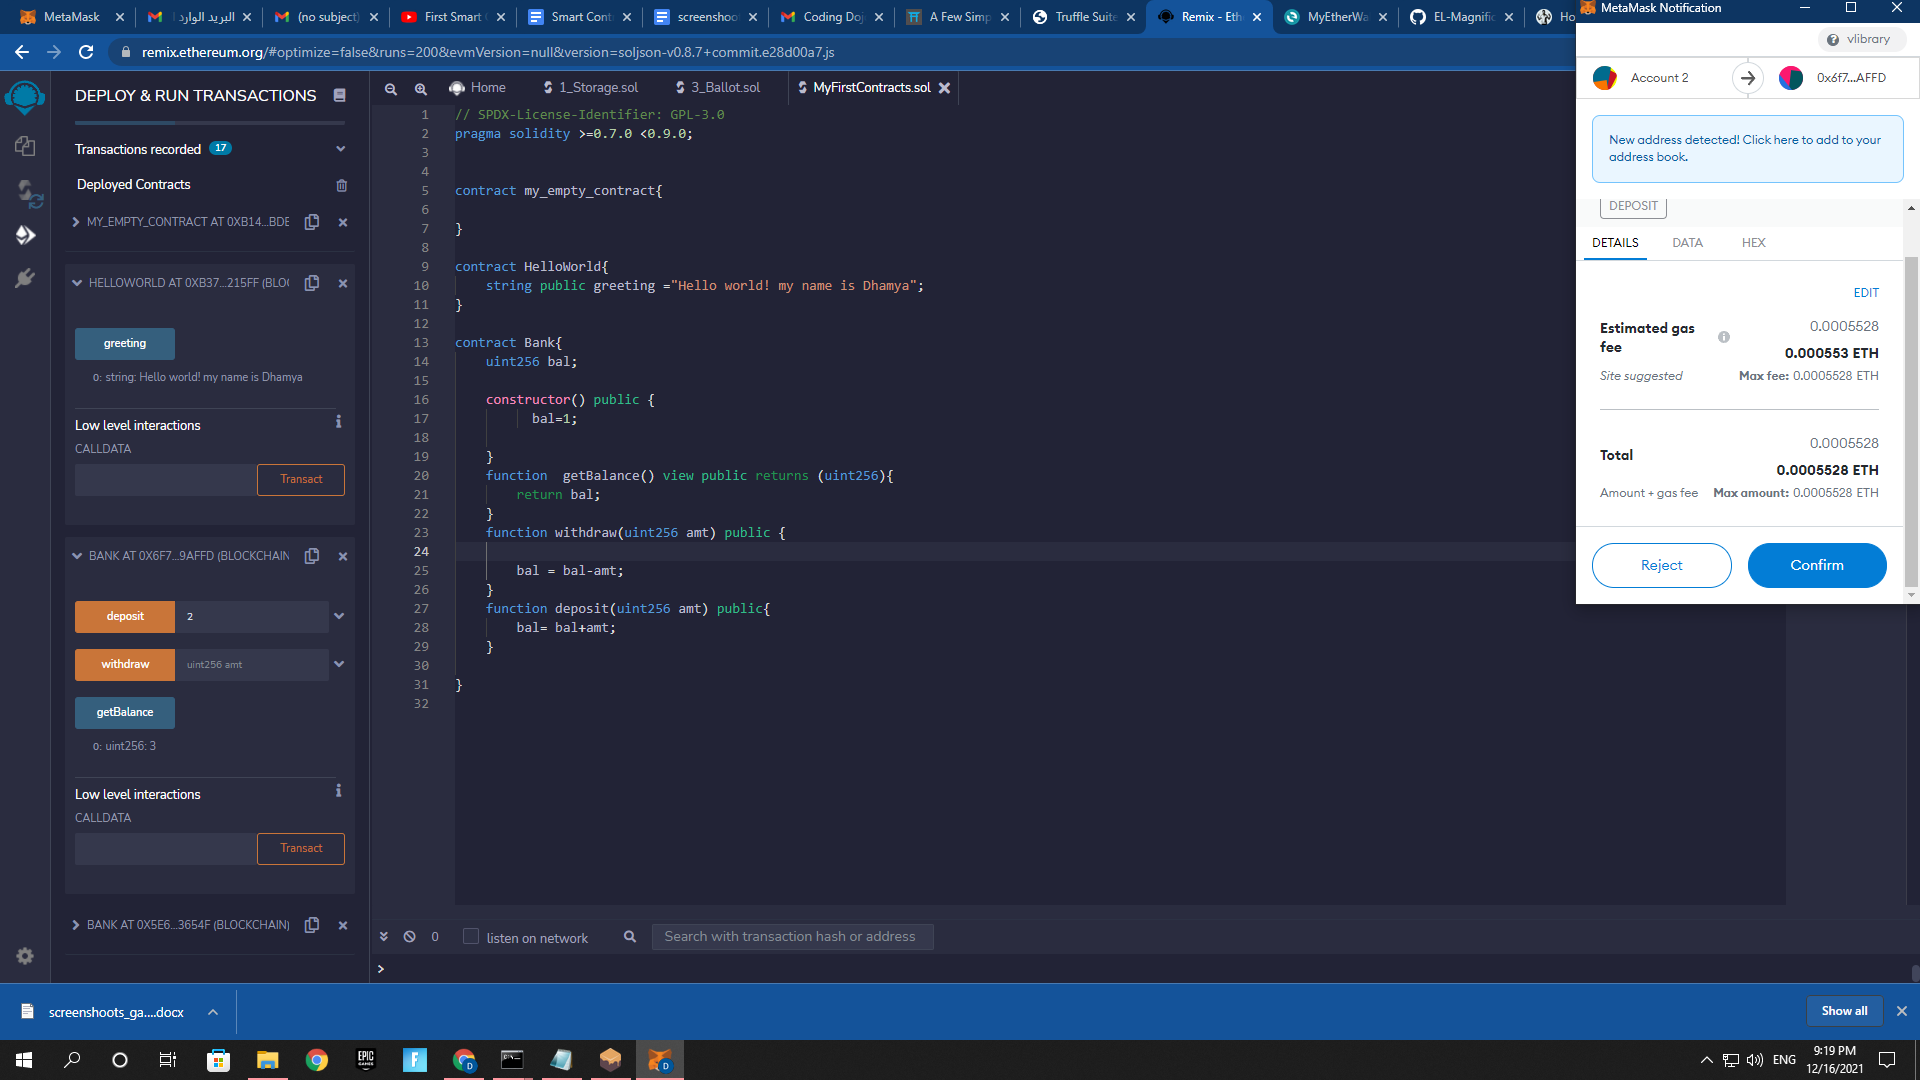 MetaMask
البريد الوارد
(no subject)
First Smart
Smart Cont
screenshoot
Coding Do
A Few Simp
Truffle Suite
Remix - Eth
MyEtherWa
EL-Magnific
Ho
remix.ethereum.org/#optimize=false&runs=200&evmVersion=null&version=soljson-v0.8.7+commit.e28d00a7.js
DEPLOY & RUN TRANSACTIONS
Transactions recorded 17
Deployed Contracts
MY_EMPTY_CONTRACT AT 0XB14...BDE
HELLOWORLD AT 0XB37...215FF (BLOC
greeting
0: string: Hello world! my name is Dhamya
Low level interactions
CALLDATA
Transact
BANK AT 0X6F7...9AFFD (BLOCKCHAIN
deposit 2
withdraw uint256 amt
getBalance
0: uint256: 3
Low level interactions
CALLDATA
Transact
BANK AT 0X5E6...3654F (BLOCKCHAIN)
Home
1_Storage.sol
3_Ballot.sol
MyFirstContracts.sol
1 // SPDX-License-Identifier: GPL-3.0
2 pragma solidity >=0.7.0 <0.9.0;
3
4
5 contract my_empty_contract{
6
7 }
8
9 contract HelloWorld{
10 string public greeting ="Hello world! my name is Dhamya";
11 }
12
13 contract Bank{
14 uint256 bal;
15
16 constructor() public {
17 bal=1;
18
19 }
20 function  getBalance() view public returns (uint256){
21 return bal;
22 }
23 function withdraw(uint256 amt) public {
24
25 bal = bal-amt;
26 }
27 function deposit(uint256 amt) public{
28 bal= bal+amt;
29 }
30
31 }
32
0
listen on network
Search with transaction hash or address
>
MetaMask Notification
vlibrary
Account 2
0x6f7...AFFD
New address detected! Click here to add to your
address book.
DEPOSIT
DETAILS
DATA
HEX
EDIT
Estimated gas
fee
0.0005528
0.000553 ETH
Site suggested
Max fee: 0.0005528 ETH
Total
0.0005528
0.0005528 ETH
Amount + gas fee
Max amount: 0.0005528 ETH
Reject
Confirm
screenshoots_ga....docx
Show all
EPIC
GAMES
ENG
9:19 PM
12/16/2021